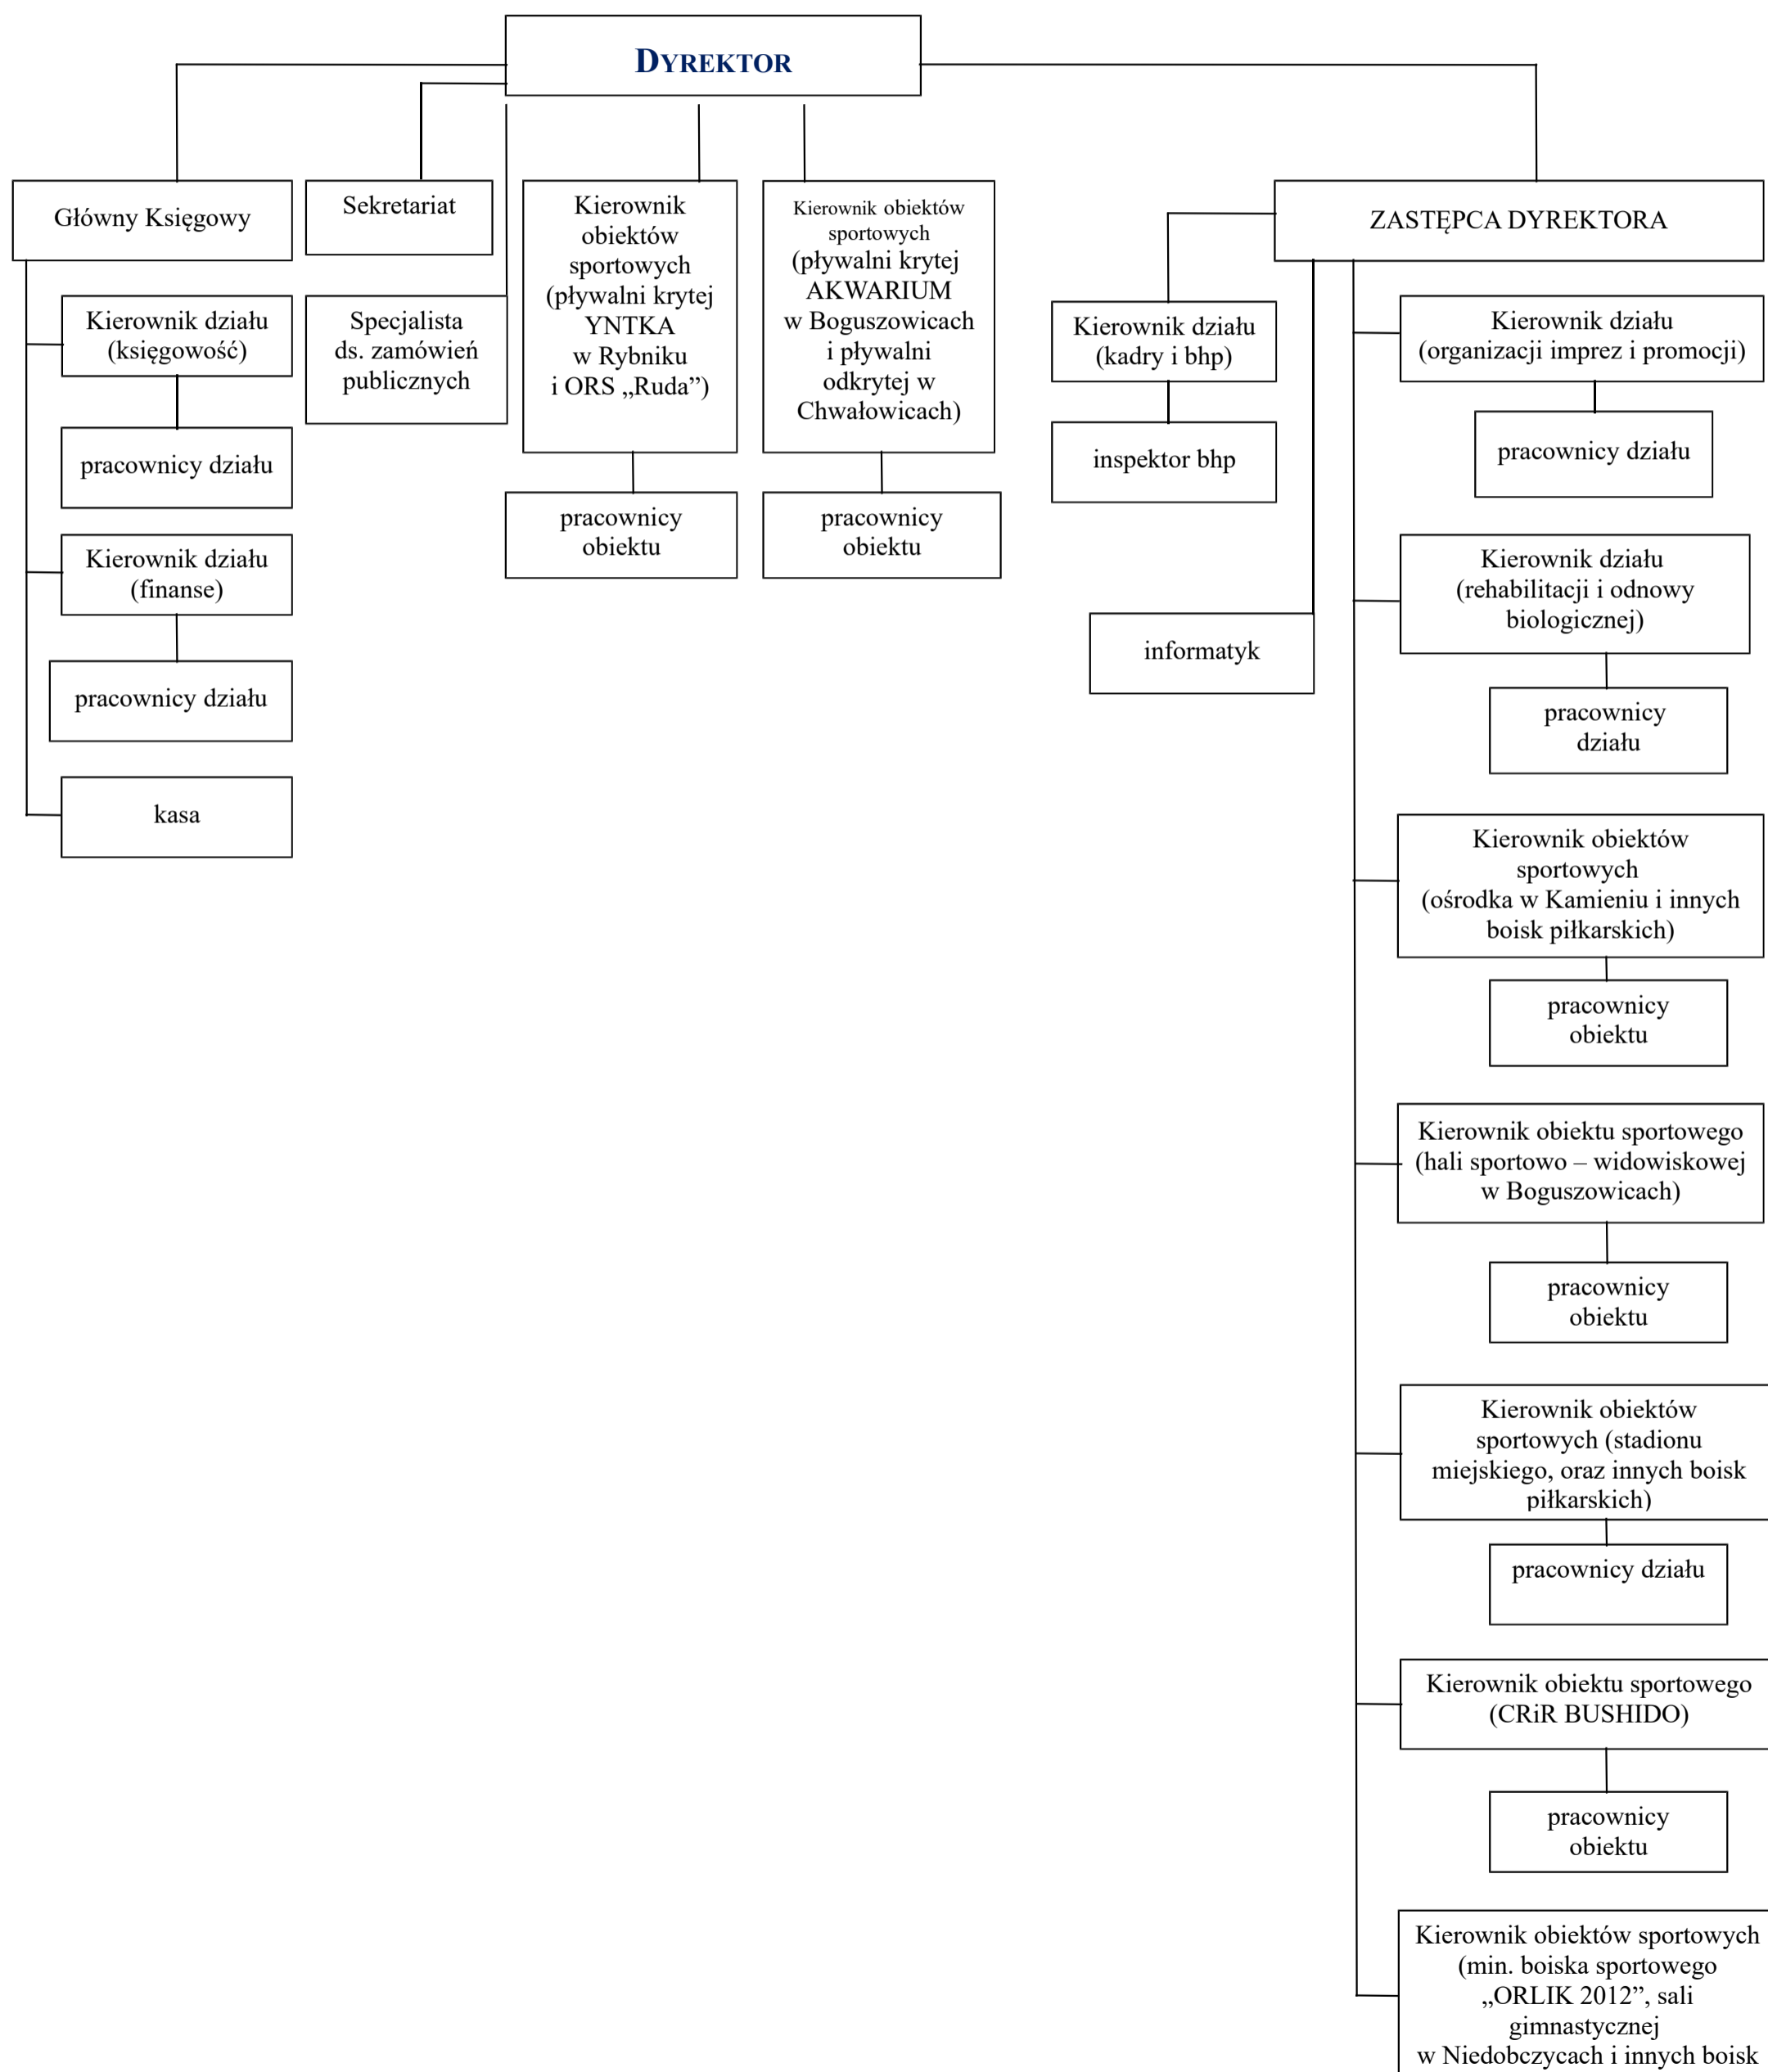 DYREKTOR
Główny Księgowy
Sekretariat
Kierownik
obiektów
sportowych
(pływalni krytej
YNTKA
w Rybniku
i ORS „Ruda”)
Kierownik obiektów
sportowych
(pływalni krytej
AKWARIUM
w Boguszowicach
i pływalni
odkrytej w
Chwałowicach)
ZASTĘPCA DYREKTORA
Kierownik działu
(księgowość)
pracownicy działu
Kierownik działu
(finanse)
pracownicy działu
kasa
Specjalista
ds. zamówień
publicznych
pracownicy
obiektu
pracownicy
obiektu
Kierownik działu
(kadry i bhp)
inspektor bhp
informatyk
Kierownik działu
(organizacji imprez i promocji)
pracownicy działu
Kierownik działu
(rehabilitacji i odnowy
biologicznej)
pracownicy
działu
Kierownik obiektów
sportowych
(ośrodka w Kamieniu i innych
boisk piłkarskich)
pracownicy
obiektu
Kierownik obiektu sportowego
(hali sportowo – widowiskowej
w Boguszowicach)
pracownicy
obiektu
Kierownik obiektów
sportowych (stadionu
miejskiego, oraz innych boisk
piłkarskich)
pracownicy działu
Kierownik obiektu sportowego
(CRiR BUSHIDO)
pracownicy
obiektu
Kierownik obiektów sportowych
(min. boiska sportowego
„ORLIK 2012”, sali
gimnastycznej
w Niedobczycach i innych boisk